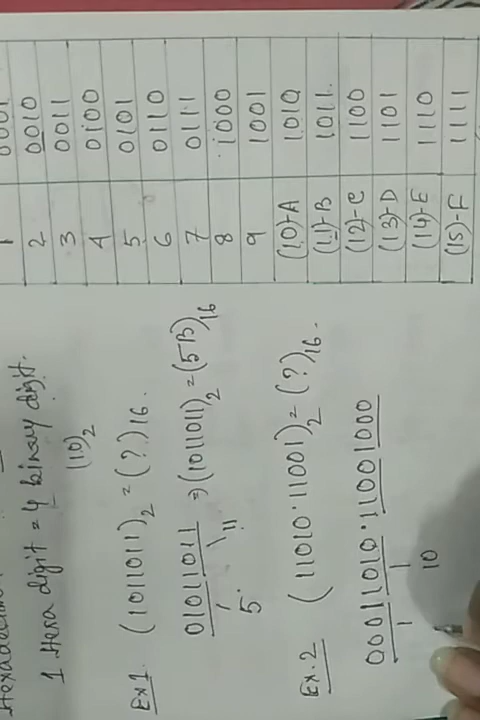 Hexadecimal
1 Hexa digit = 4 binary digit.
(10)2
Ex1. (1011011)2 = (?)16.
01011011 ⇒ (1011011)2 = (5B)16
5 11
Ex.2 (11010.11001)2 = (?)16.
00011010.11001000
1 10
1 0001
2 0010
3 0011
4 0100
5 0101
6 0110
7 0111
8 1000
9 1001
(10)-A 1010
(11)-B 1011
(12)-C 1100
(13)-D 1101
(14)-E 1110
(15)-F 1111